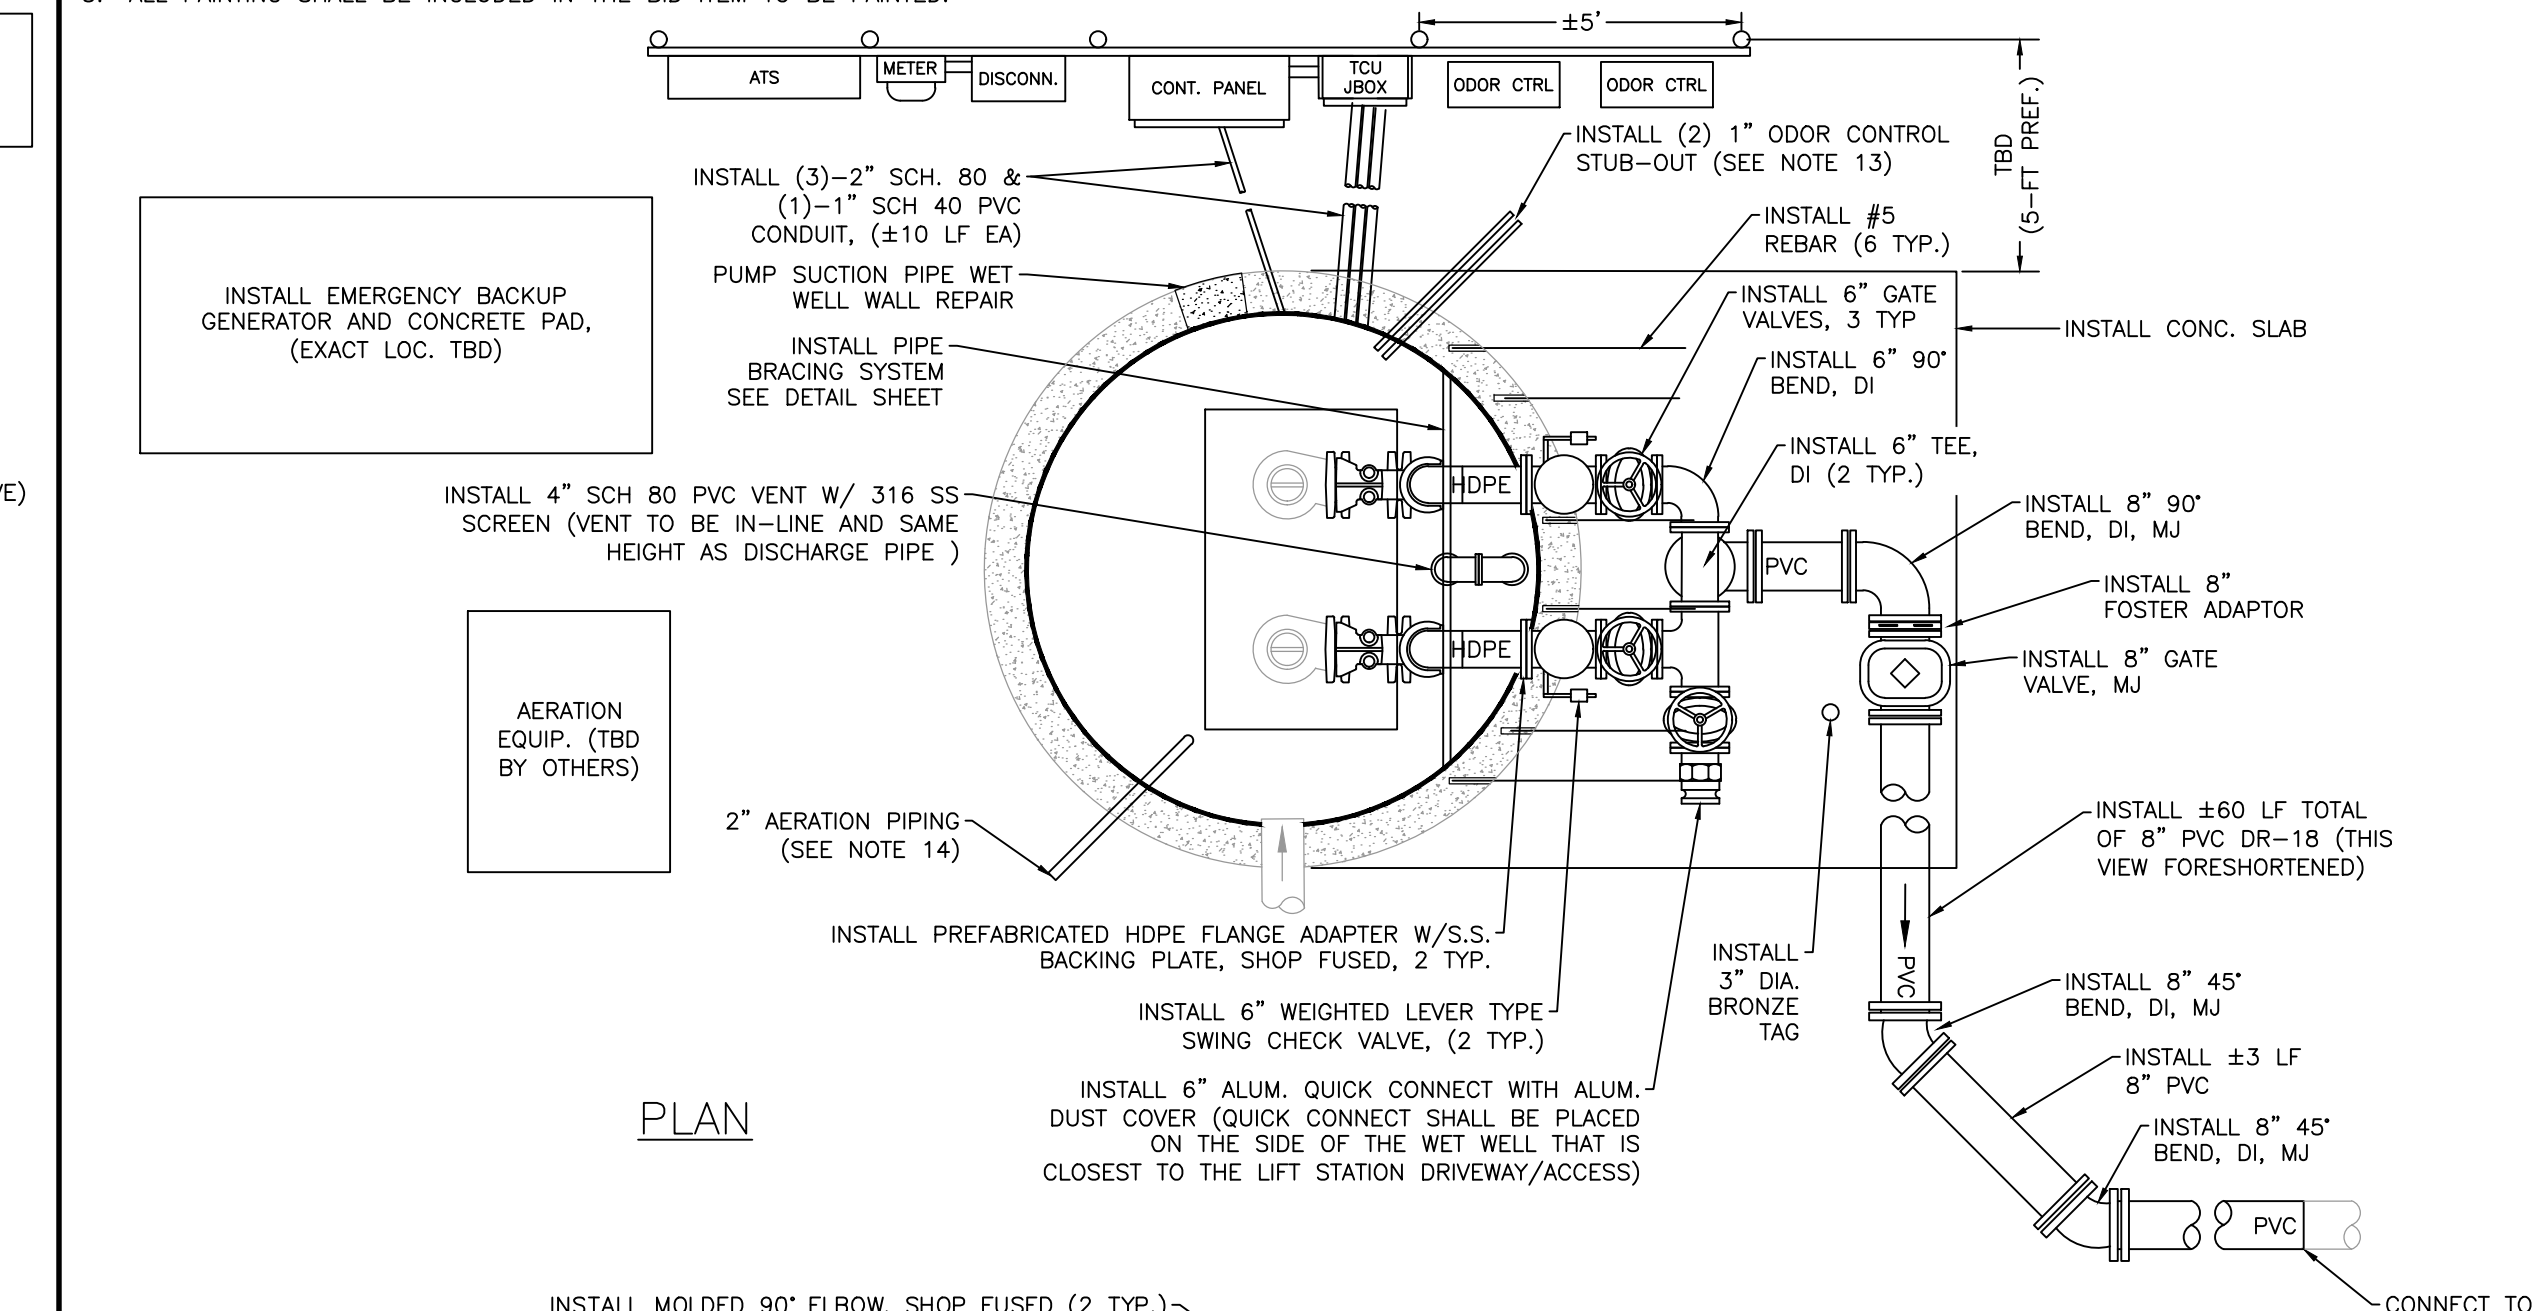 ±5'
ATS
METER
DISCONN.
CONT. PANEL
TCU
JBOX
ODOR CTRL
ODOR CTRL
TBD
(5-FT PREF.)
INSTALL (2) 1" ODOR CONTROL
STUB-OUT (SEE NOTE 13)
INSTALL (3)-2" SCH. 80 &
(1)-1" SCH 40 PVC
CONDUIT, (±10 LF EA)
INSTALL #5
REBAR (6 TYP.)
PUMP SUCTION PIPE WET
WELL WALL REPAIR
INSTALL EMERGENCY BACKUP
GENERATOR AND CONCRETE PAD,
(EXACT LOC. TBD)
INSTALL 6" GATE
VALVES, 3 TYP
INSTALL CONC. SLAB
INSTALL PIPE
BRACING SYSTEM
SEE DETAIL SHEET
INSTALL 6" 90°
BEND, DI
INSTALL 6" TEE,
DI (2 TYP.)
VE)
INSTALL 4" SCH 80 PVC VENT W/ 316 SS
SCREEN (VENT TO BE IN-LINE AND SAME
HEIGHT AS DISCHARGE PIPE )
HDPE
INSTALL 8" 90°
BEND, DI, MJ
PVC
INSTALL 8"
FOSTER ADAPTOR
HDPE
INSTALL 8" GATE
VALVE, MJ
AERATION
EQUIP. (TBD
BY OTHERS)
2" AERATION PIPING
(SEE NOTE 14)
INSTALL ±60 LF TOTAL
OF 8" PVC DR-18 (THIS
VIEW FORESHORTENED)
INSTALL PREFABRICATED HDPE FLANGE ADAPTER W/S.S.
BACKING PLATE, SHOP FUSED, 2 TYP.
INSTALL
3" DIA.
BRONZE
TAG
PVC
INSTALL 8" 45°
BEND, DI, MJ
INSTALL 6" WEIGHTED LEVER TYPE
SWING CHECK VALVE, (2 TYP.)
INSTALL ±3 LF
8" PVC
INSTALL 6" ALUM. QUICK CONNECT WITH ALUM.
DUST COVER (QUICK CONNECT SHALL BE PLACED
ON THE SIDE OF THE WET WELL THAT IS
CLOSEST TO THE LIFT STATION DRIVEWAY/ACCESS)
PLAN
INSTALL 8" 45°
BEND, DI, MJ
PVC
INSTALL MOLDED 90° ELBOW, SHOP FUSED (2 TYP.)
CONNECT TO